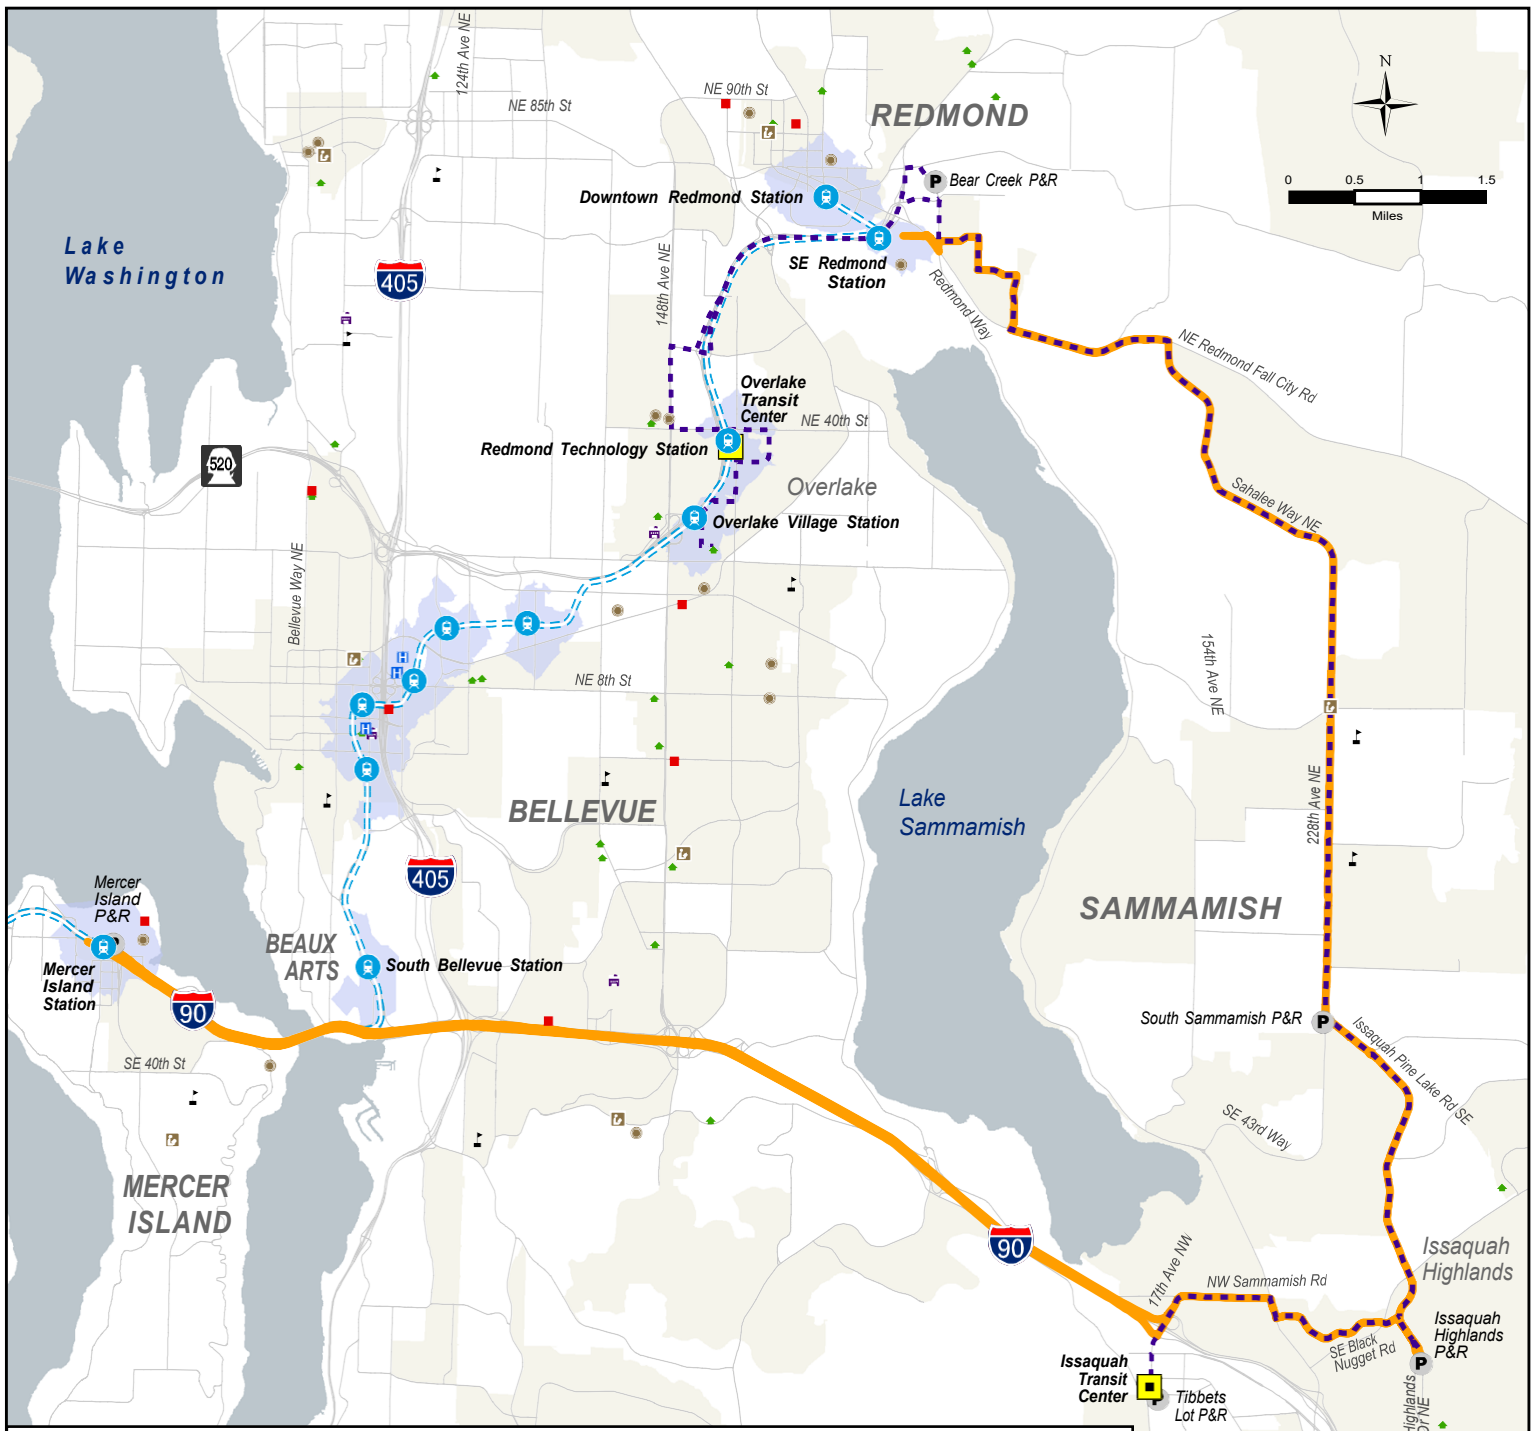 124th Ave NE
NE 85th St
NE 90th St
REDMOND
N
0 0.5 1 1.5
Miles
Bear Creek P&R
Downtown Redmond Station
SE Redmond
Station
Lake
Washington
405
148th Ave NE
Redmond Way
NE Redmond Fall City Rd
Overlake
Transit
Center
NE 40th St
Redmond Technology Station
520
Overlake
Overlake Village Station
Sahalee Way NE
Bellevue Way NE
154th Ave NE
H
H
NE 8th St
H
228th Ave NE
BELLEVUE
Lake
Sammamish
405
Mercer
Island
P&R
SAMMAMISH
BEAUX
ARTS
South Bellevue Station
Mercer
Island
Station
90
South Sammamish P&R
P
Issaquah Pine Lake Rd SE
SE 40th St
SE 43rd Way
MERCER
ISLAND
90
17th Ave NW
NW Sammamish Rd
Issaquah
Highlands
SE Black
Nugget Rd
Issaquah
Highlands
P&R
P
Issaquah
Transit
Center
Tibbets
Lot P&R
P
Highlands
Dr NE
P